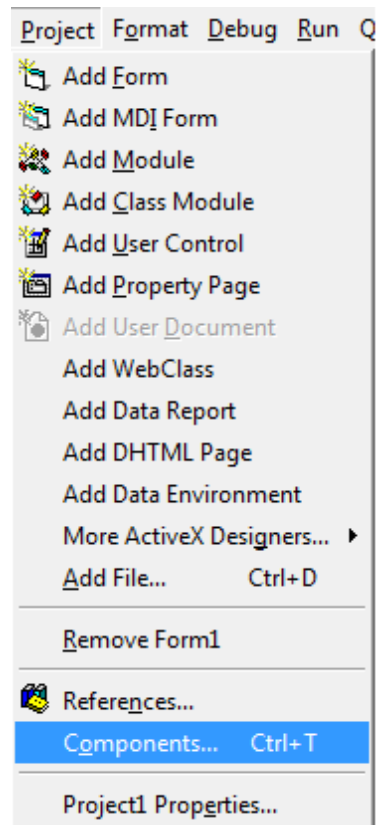 Project Format Debug Run Q
Add Form
Add MDI Form
Add Module
Add Class Module
Add User Control
Add Property Page
Add User Document
Add WebClass
Add Data Report
Add DHTML Page
Add Data Environment
More ActiveX Designers...
Add File... Ctrl+D
Remove Form1
References...
Components... Ctrl+T
Project1 Properties...